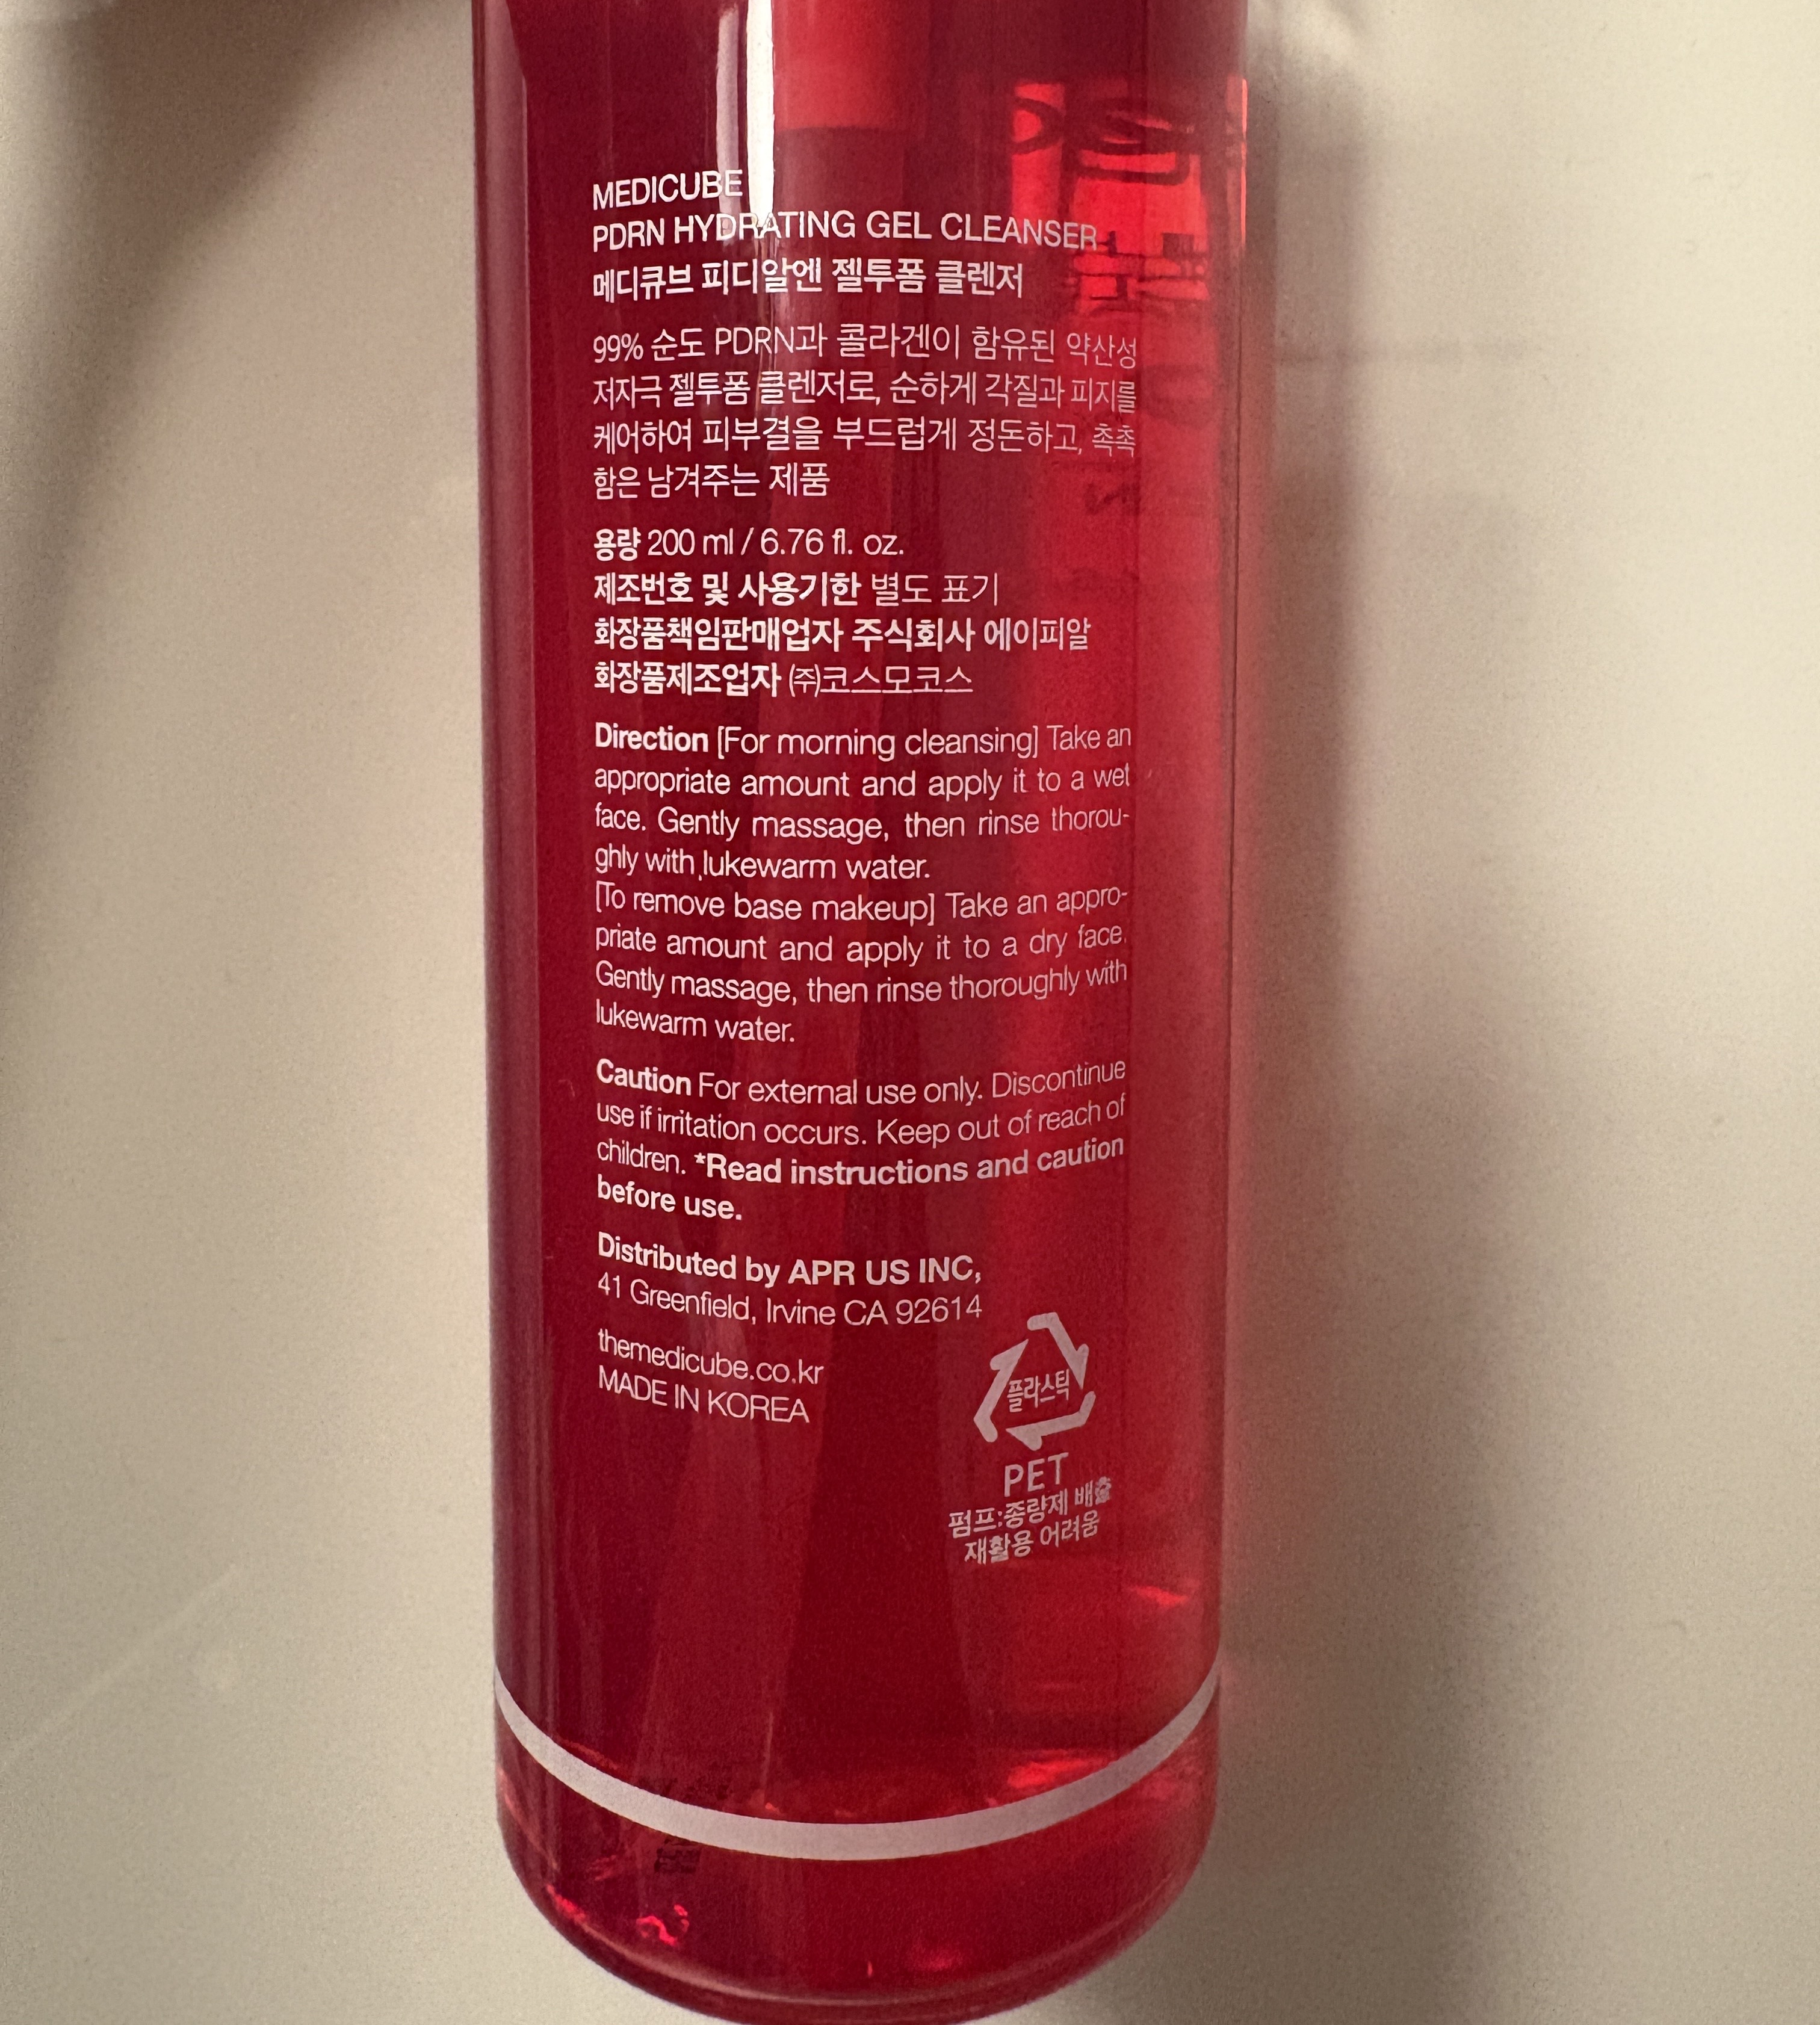 MEDICUBE
PDRN HYDRATING GEL CLEANSER
메디큐브 피디알엔 젤투폼 클렌저
99% 순도 PDRN과 콜라겐이 함유된 약산성
저자극 젤투폼 클렌저로, 순하게 각질과 피지를
케어하여 피부결을 부드럽게 정돈하고, 촉촉
함은 남겨주는 제품
용량 200 ml / 6.76 fl. oz.
제조번호 및 사용기한 별도 표기
화장품책임판매업자 주식회사 에이피알
화장품제조업자 ㈜코스모코스
Direction [For morning cleansing] Take an
appropriate amount and apply it to a wet
face. Gently massage, then rinse thorou-
ghly with lukewarm water.
[To remove base makeup] Take an appro-
priate amount and apply it to a dry face.
Gently massage, then rinse thoroughly with
lukewarm water.
Caution For external use only. Discontinue
use if irritation occurs. Keep out of reach of
children. *Read instructions and caution
before use.
Distributed by APR US INC,
41 Greenfield, Irvine CA 92614
themedicube.co.kr
MADE IN KOREA
플라스틱
PET
펌프:종량제 배출
재활용 어려움